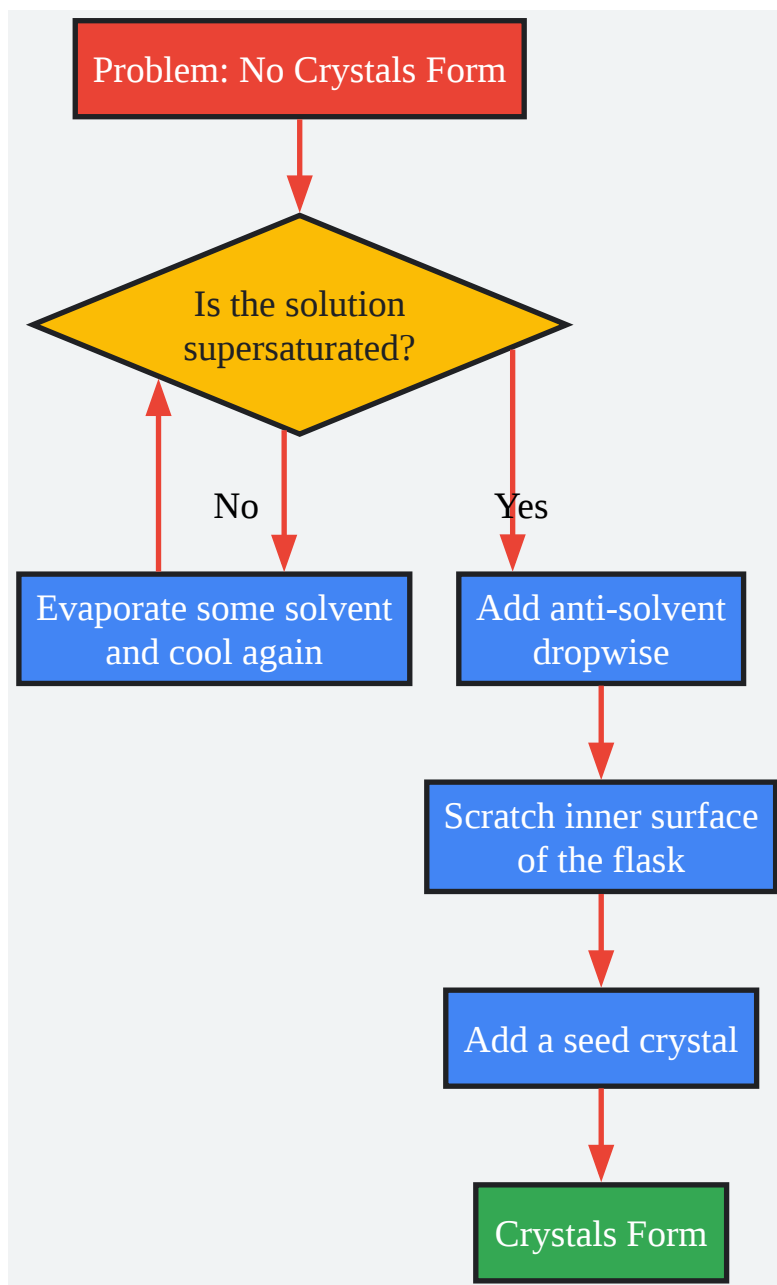 Problem: No Crystals Form
Is the solution
supersaturated?
No
Yes
Evaporate some solvent
and cool again
Add anti-solvent
dropwise
Scratch inner surface
of the flask
Add a seed crystal
Crystals Form